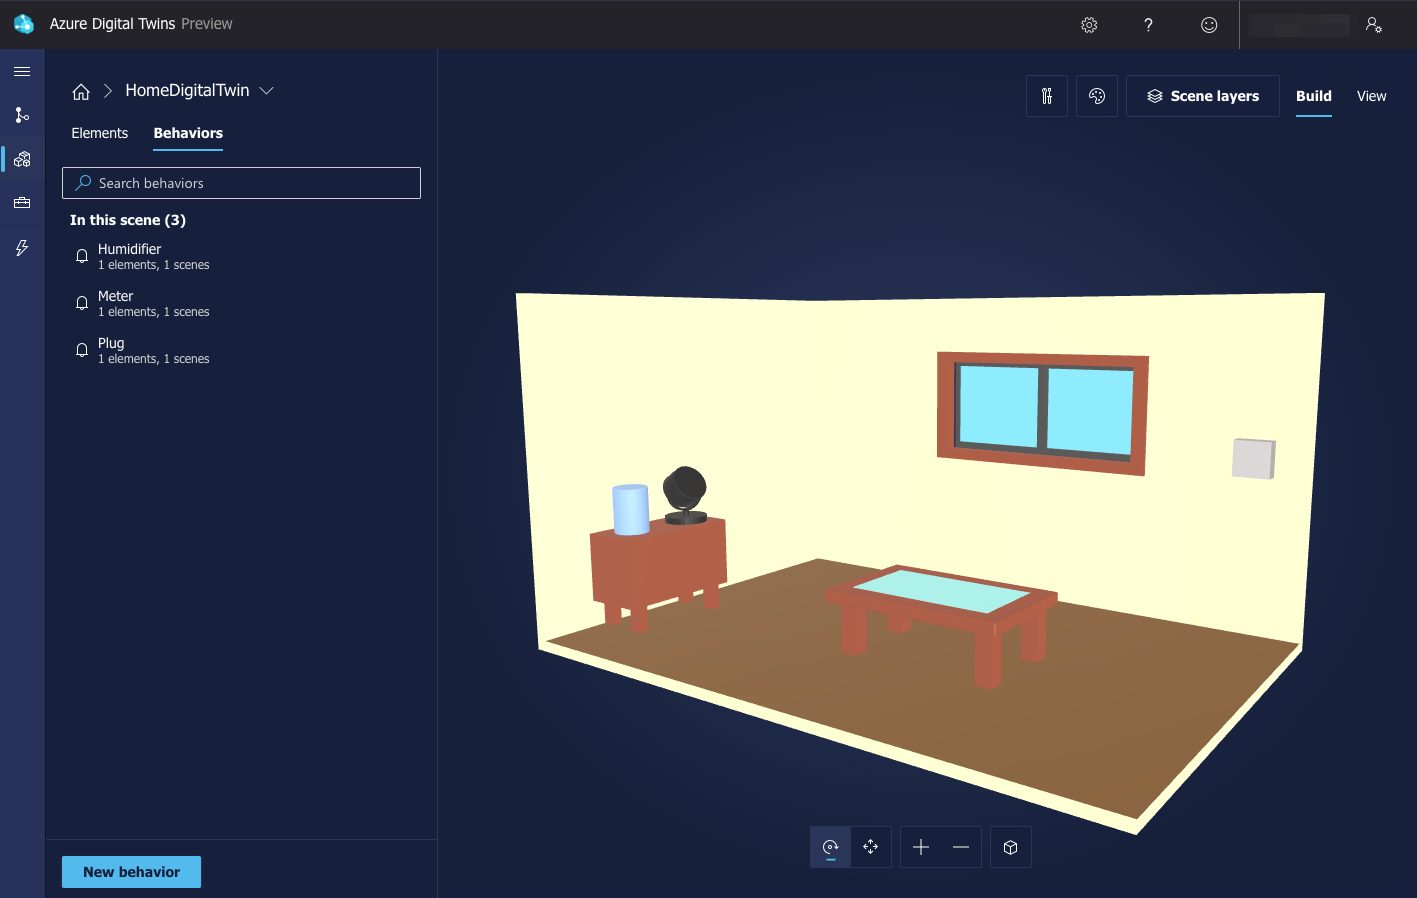 Azure Digital Twins Preview
?
HomeDigitalTwin
Scene layers
Build
View
Elements
Behaviors
Search behaviors
In this scene (3)
Humidifier
1 elements, 1 scenes
Meter
1 elements, 1 scenes
Plug
1 elements, 1 scenes
New behavior